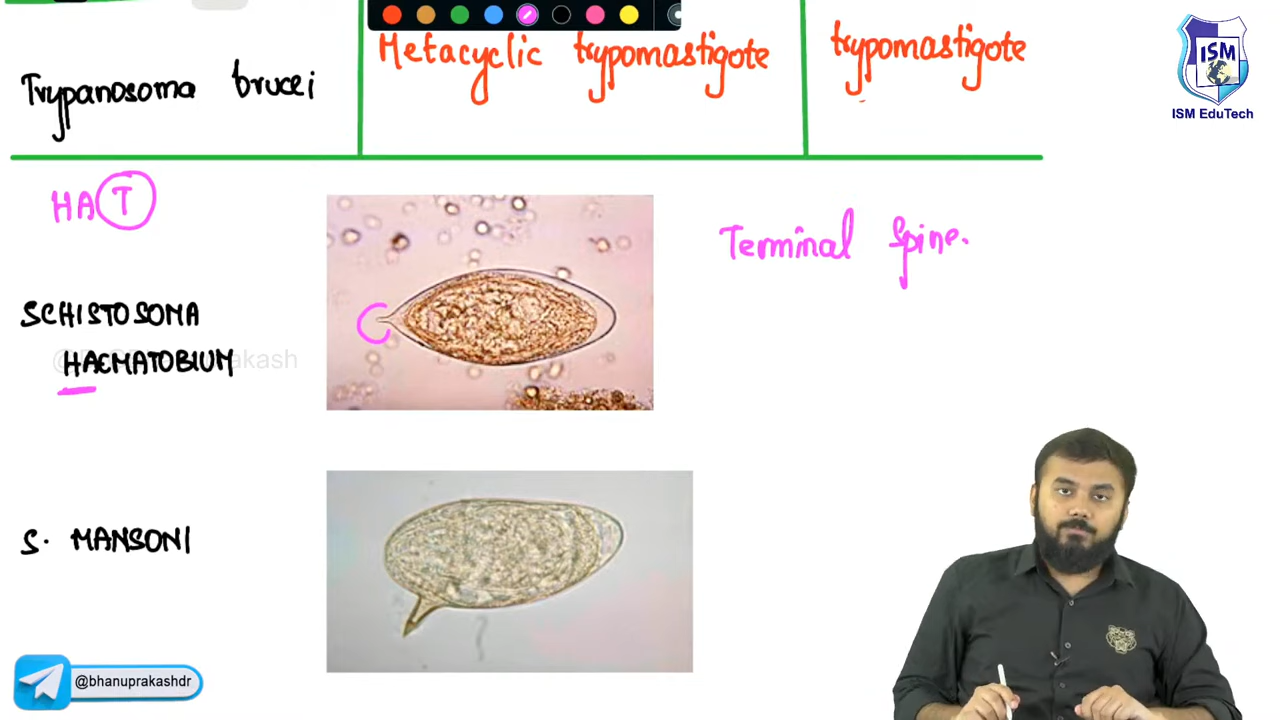 Metacyclic trypomastigote
trypomastigote
Trypanosoma brucei
ISM
ISM EduTech
HAT
Terminal Spine.
SCHISTOSOMA
HAEMATOBIUM
S. MANSONI
@bhanuprakashdr